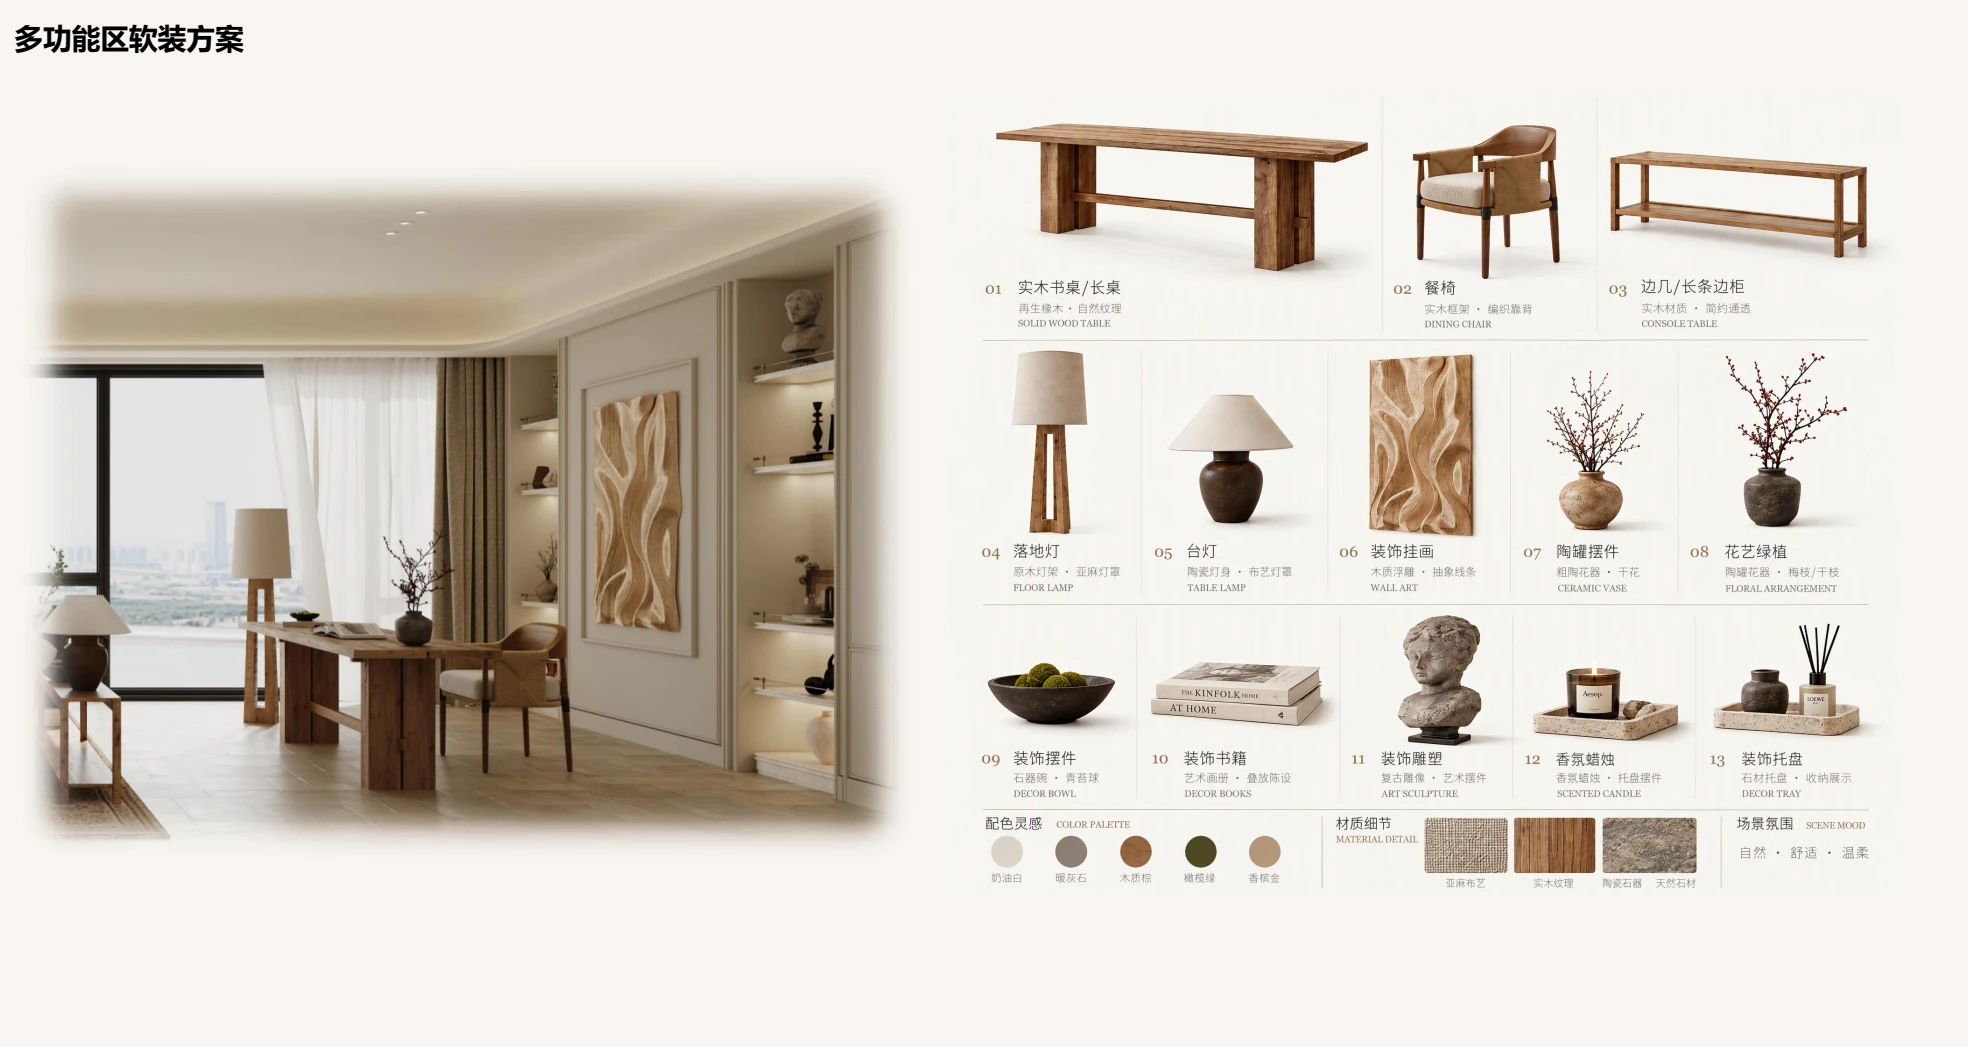 多功能区软装方案
01 实木书桌/长桌
再生橡木 · 自然纹理
SOLID WOOD TABLE
02 餐椅
实木框架 · 编织靠背
DINING CHAIR
03 边几/长条边柜
实木材质 · 简约通透
CONSOLE TABLE
04 落地灯
原木灯架 · 亚麻灯罩
FLOOR LAMP
05 台灯
陶瓷灯身 · 布艺灯罩
TABLE LAMP
06 装饰挂画
木质浮雕 · 抽象线条
WALL ART
07 陶罐摆件
粗陶花器 · 干花
CERAMIC VASE
08 花艺绿植
陶罐花器 · 梅枝/干枝
FLORAL ARRANGEMENT
THE KINFOLK HOME
AT HOME
Aesop.
LOEWE
09 装饰摆件
石器碗 · 青苔球
DECOR BOWL
10 装饰书籍
艺术画册 · 叠放陈设
DECOR BOOKS
11 装饰雕塑
复古雕像 · 艺术摆件
ART SCULPTURE
12 香氛蜡烛
香氛蜡烛 · 托盘摆件
SCENTED CANDLE
13 装饰托盘
石材托盘 · 收纳展示
DECOR TRAY
配色灵感 COLOR PALETTE
奶油白 暖灰石 木质棕 橄榄绿 香槟金
材质细节
MATERIAL DETAIL
亚麻布艺 实木纹理 陶瓷石器 天然石材
场景氛围 SCENE MOOD
自然 · 舒适 · 温柔